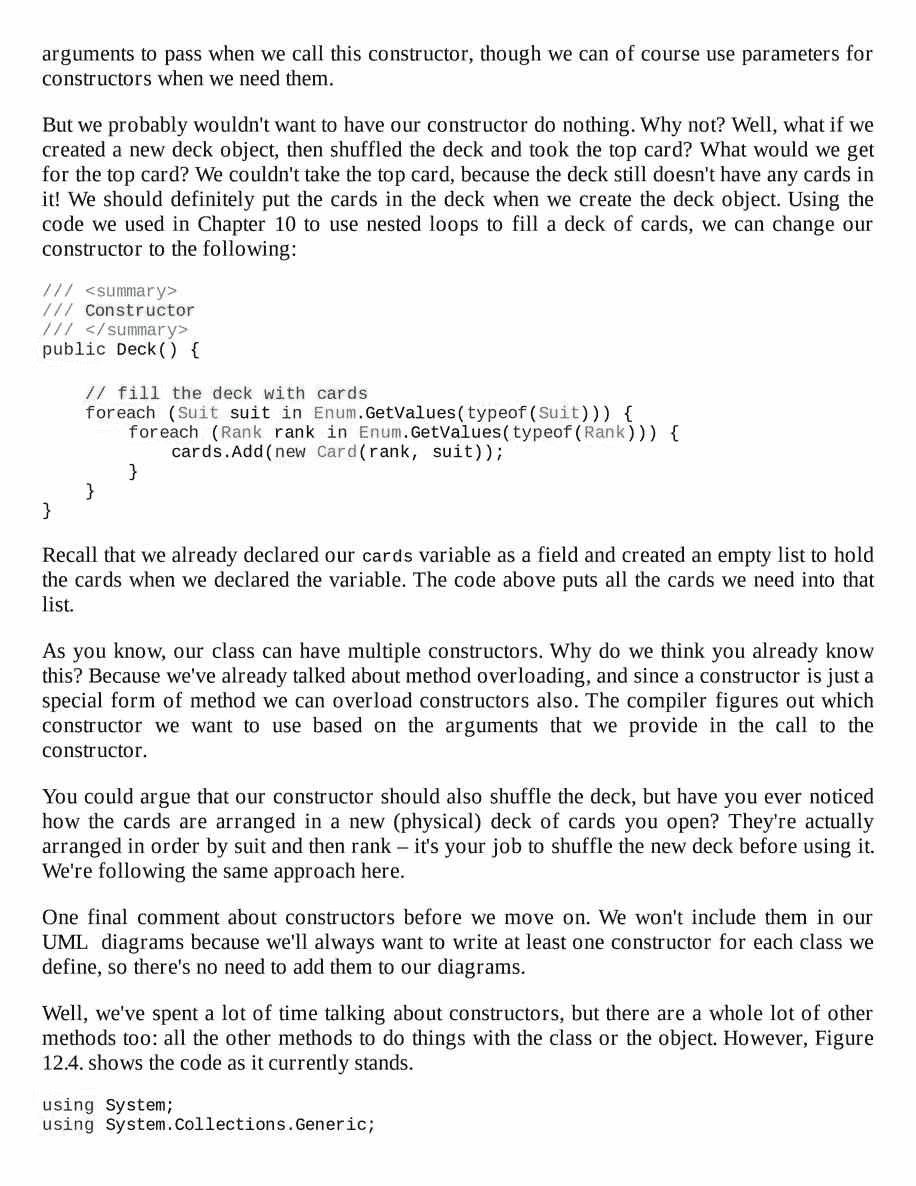 arguments to pass when we call this constructor, though we can of course use parameters for
constructors when we need them.
But we probably wouldn't want to have our constructor do nothing. Why not? Well, what if we
created a new deck object, then shuffled the deck and took the top card? What would we get
for the top card? We couldn't take the top card, because the deck still doesn't have any cards in
it! We should definitely put the cards in the deck when we create the deck object. Using the
code we used in Chapter 10 to use nested loops to fill a deck of cards, we can change our
constructor to the following:
/// <summary>
/// Constructor
/// </summary>
public Deck() {
// fill the deck with cards
foreach (Suit suit in Enum.GetValues(typeof(Suit))) {
foreach (Rank rank in Enum.GetValues(typeof(Rank))) {
cards.Add(new Card(rank, suit));
}
}
}
Recall that we already declared our cards variable as a field and created an empty list to hold
the cards when we declared the variable. The code above puts all the cards we need into that
list.
As you know, our class can have multiple constructors. Why do we think you already know
this? Because we've already talked about method overloading, and since a constructor is just a
special form of method we can overload constructors also. The compiler figures out which
constructor we want to use based on the arguments that we provide in the call to the
constructor.
You could argue that our constructor should also shuffle the deck, but have you ever noticed
how the cards are arranged in a new (physical) deck of cards you open? They're actually
arranged in order by suit and then rank – it's your job to shuffle the new deck before using it.
We're following the same approach here.
One final comment about constructors before we move on. We won't include them in our
UML diagrams because we'll always want to write at least one constructor for each class we
define, so there's no need to add them to our diagrams.
Well, we've spent a lot of time talking about constructors, but there are a whole lot of other
methods too: all the other methods to do things with the class or the object. However, Figure
12.4. shows the code as it currently stands.
using System;
using System.Collections.Generic;